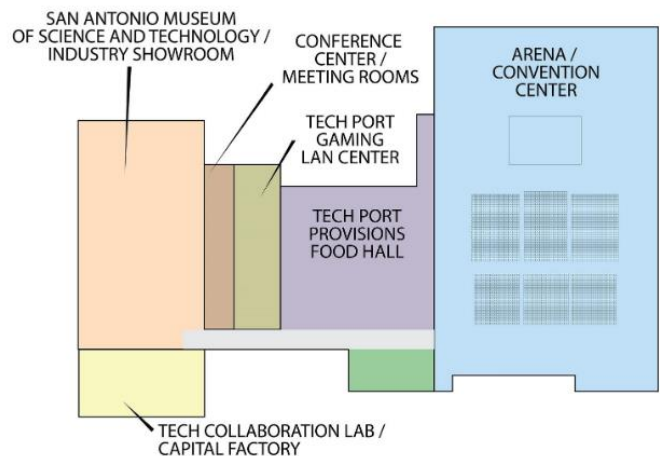 SAN ANTONIO MUSEUM
OF SCIENCE AND TECHNOLOGY /
INDUSTRY SHOWROOM
CONFERENCE
CENTER /
MEETING ROOMS
TECH PORT
GAMING
LAN CENTER
TECH PORT
PROVISIONS
FOOD HALL
ARENA /
CONVENTION
CENTER
TECH COLLABORATION LAB /
CAPITAL FACTORY